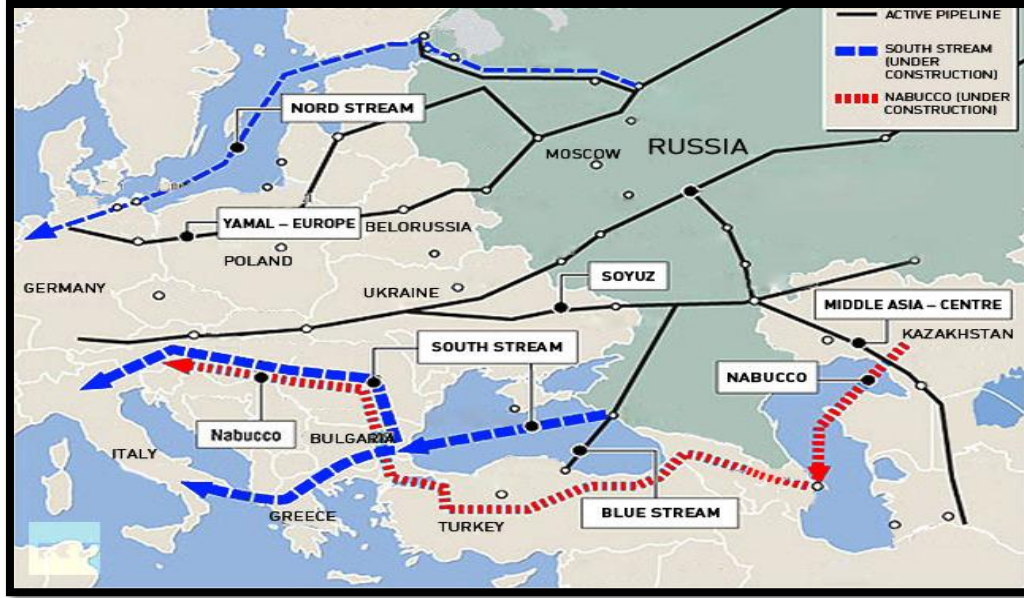 ACTIVE PIPELINE
SOUTH STREAM
(UNDER
CONSTRUCTION)
NABUCCO (UNDER
CONSTRUCTION)
NORD STREAM
MOSCOW
RUSSIA
YAMAL – EUROPE
BELORUSSIA
POLAND
GERMANY
UKRAINE
SOYUZ
MIDDLE ASIA – CENTRE
KAZAKHSTAN
SOUTH STREAM
NABUCCO
Nabucco
BULGARIA
ITALY
GREECE
TURKEY
BLUE STREAM